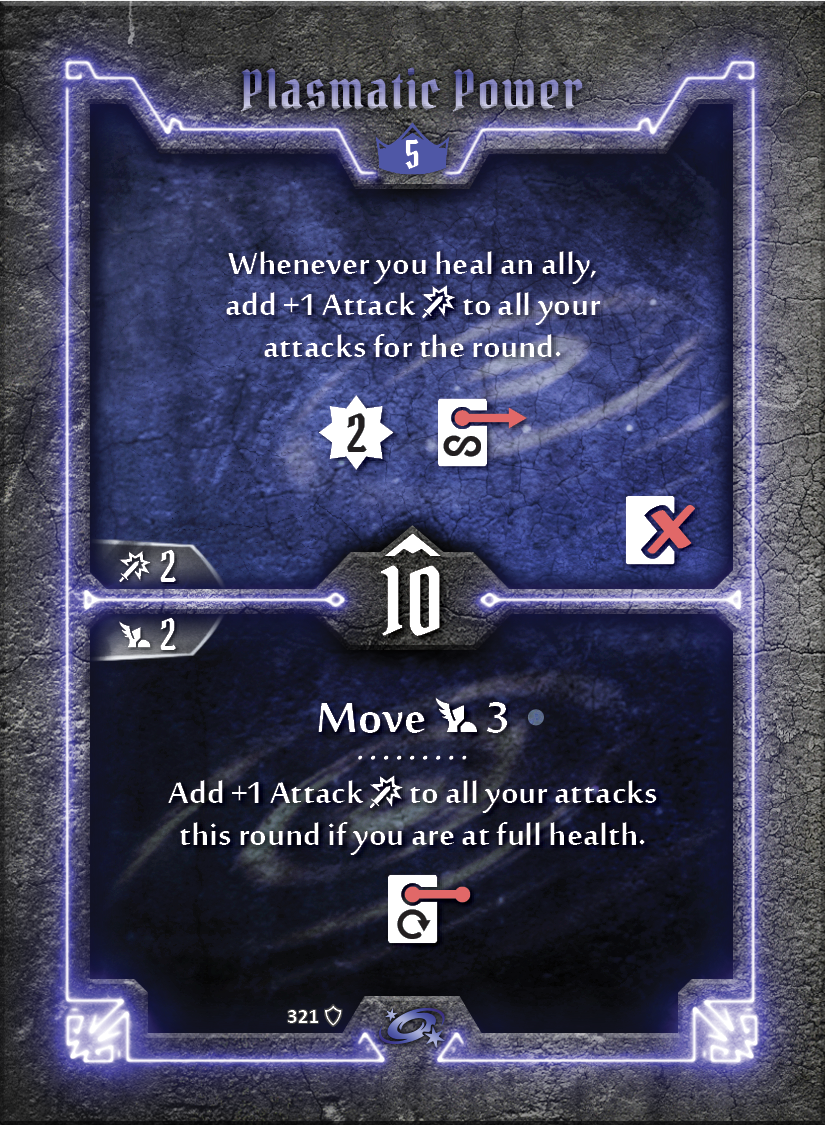 Plasmatic Power
5
Whenever you heal an ally,
add +1 Attack to all your
attacks for the round.
2
2
10
2
Move 3
Add +1 Attack to all your attacks
this round if you are at full health.
321